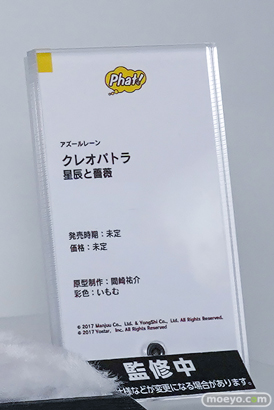 Phat!
アズールレーン
クレオパトラ
星辰と薔薇
発売時期：未定
価格：未定
原型制作：間崎祐介
彩色：いもむ
© 2017 Manjuu Co., Ltd. & YongShi Co., Ltd. All Rights Reserved.
© 2017 Yostar, Inc. All Rights Reserved
監修中
仕様などが変更になる場合があります。
moeyo.com